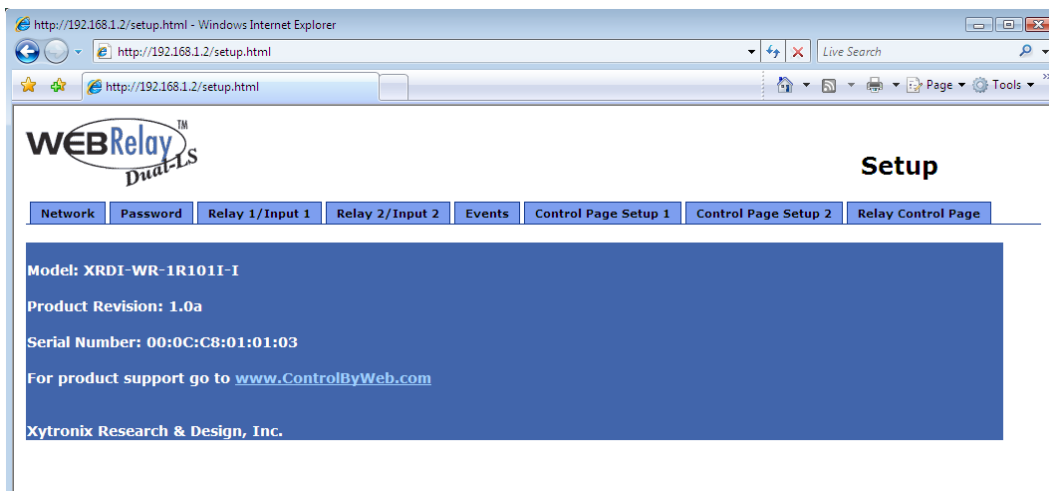 http://192.168.1.2/setup.html - Windows Internet Explorer
http://192.168.1.2/setup.html
Live Search
http://192.168.1.2/setup.html
Page
Tools
WEBRelay™
Dual-LS
Setup
Network
Password
Relay 1/Input 1
Relay 2/Input 2
Events
Control Page Setup 1
Control Page Setup 2
Relay Control Page
Model: XRDI-WR-1R101I-I
Product Revision: 1.0a
Serial Number: 00:0C:C8:01:01:03
For product support go to www.ControlByWeb.com
Xytronix Research & Design, Inc.